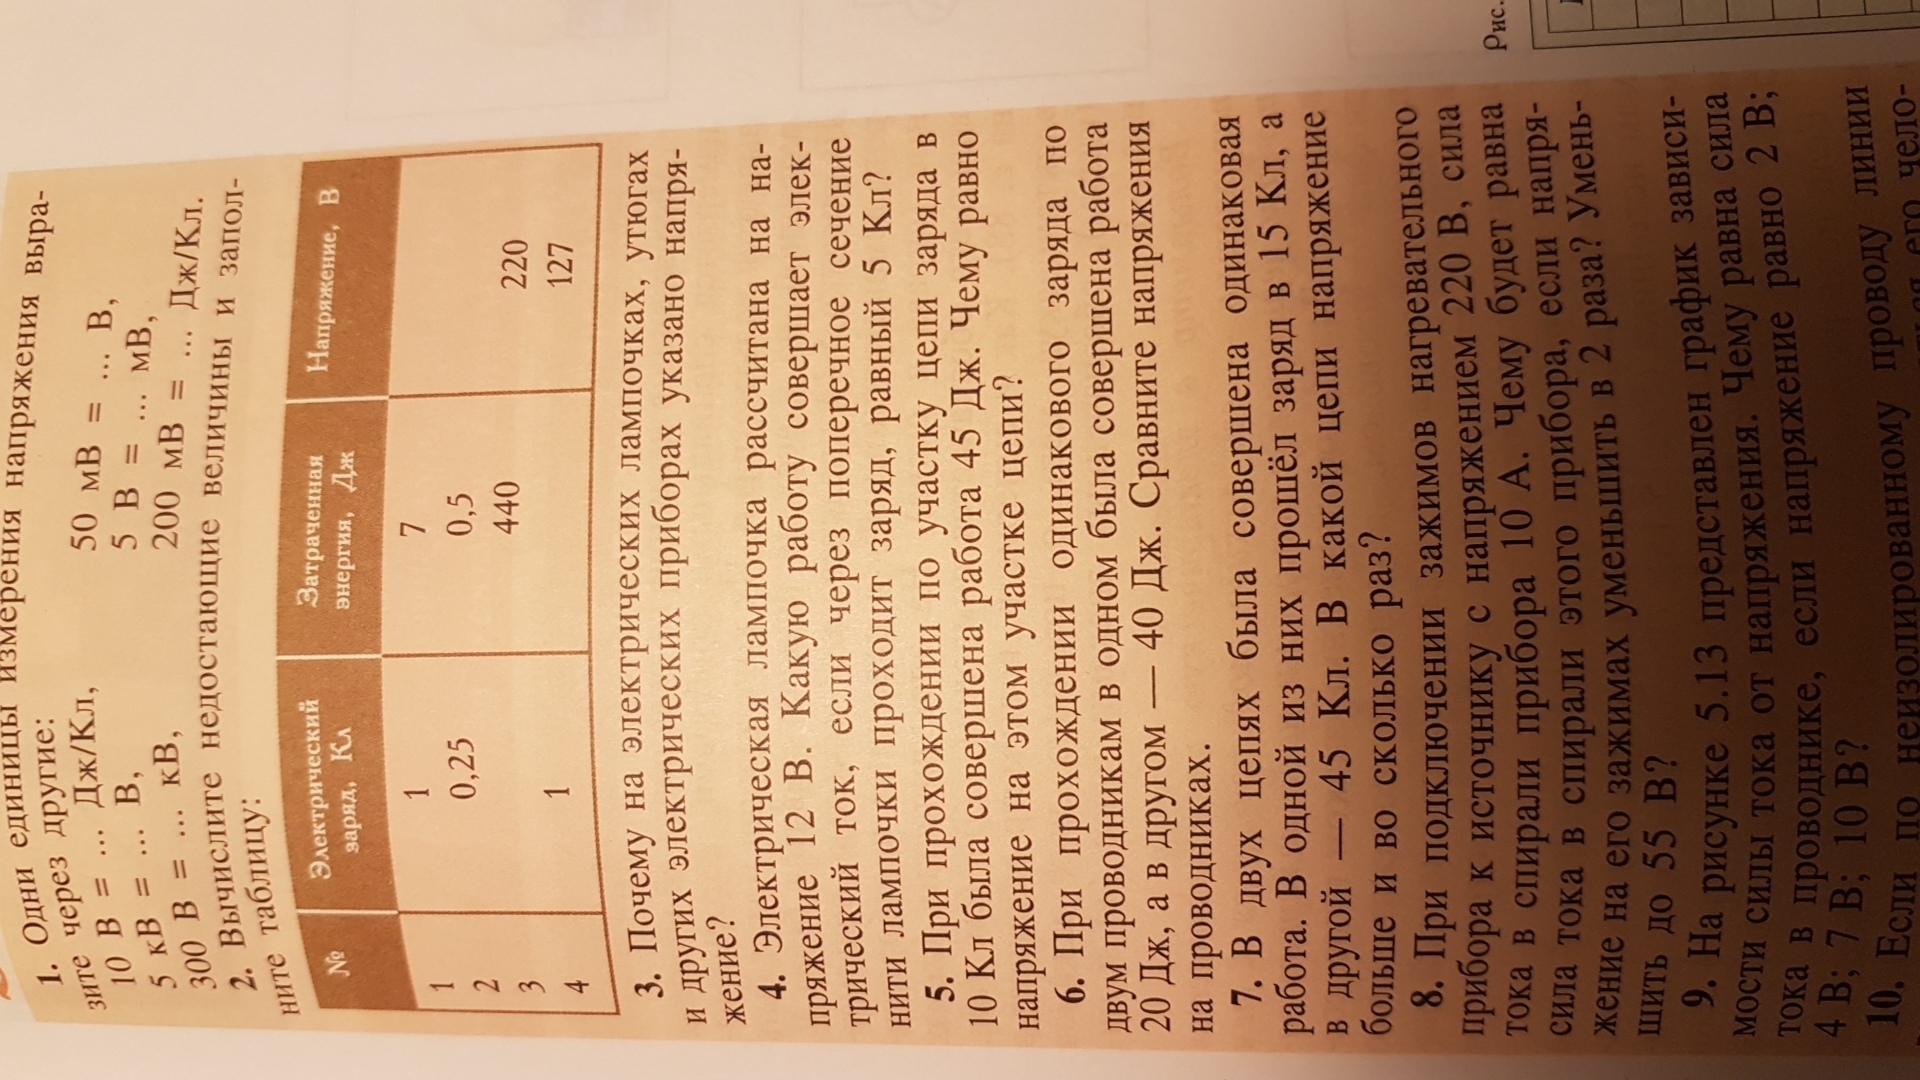 1. Одни единицы измерения напряжения выра-
зите через другие:
10 В = ... Дж/Кл, 50 мВ = ... В,
5 кВ = ... В, 5 В = ... мВ,
300 В = ... кВ, 200 мВ = ... Дж/Кл.
2. Вычислите недостающие величины и запол-
ните таблицу:
№ Электрический заряд, Кл Затраченная энергия, Дж Напряжение, В
1 1 7
2 0,25 0,5
3 440 220
4 1 127
3. Почему на электрических лампочках, утюгах
и других электрических приборах указано напря-
жение?
4. Электрическая лампочка рассчитана на на-
пряжение 12 В. Какую работу совершает элек-
трический ток, если через поперечное сечение
нити лампочки проходит заряд, равный 5 Кл?
5. При прохождении по участку цепи заряда в
10 Кл была совершена работа 45 Дж. Чему равно
напряжение на этом участке цепи?
6. При прохождении одинакового заряда по
двум проводникам в одном была совершена работа
20 Дж, а в другом — 40 Дж. Сравните напряжения
на проводниках.
7. В двух цепях была совершена одинаковая
работа. В одной из них прошёл заряд в 15 Кл, а
в другой — 45 Кл. В какой цепи напряжение
больше и во сколько раз?
8. При подключении зажимов нагревательного
прибора к источнику с напряжением 220 В, сила
тока в спирали прибора 10 А. Чему будет равна
сила тока в спирали этого прибора, если напря-
жение на его зажимах уменьшить в 2 раза? Умень-
шить до 55 В?
9. На рисунке 5.13 представлен график зависи-
мости силы тока от напряжения. Чему равна сила
тока в проводнике, если напряжение равно 2 В;
4 В; 7 В; 10 В?
10. Если по неизолированному проводу линии
его чело-
Рис.